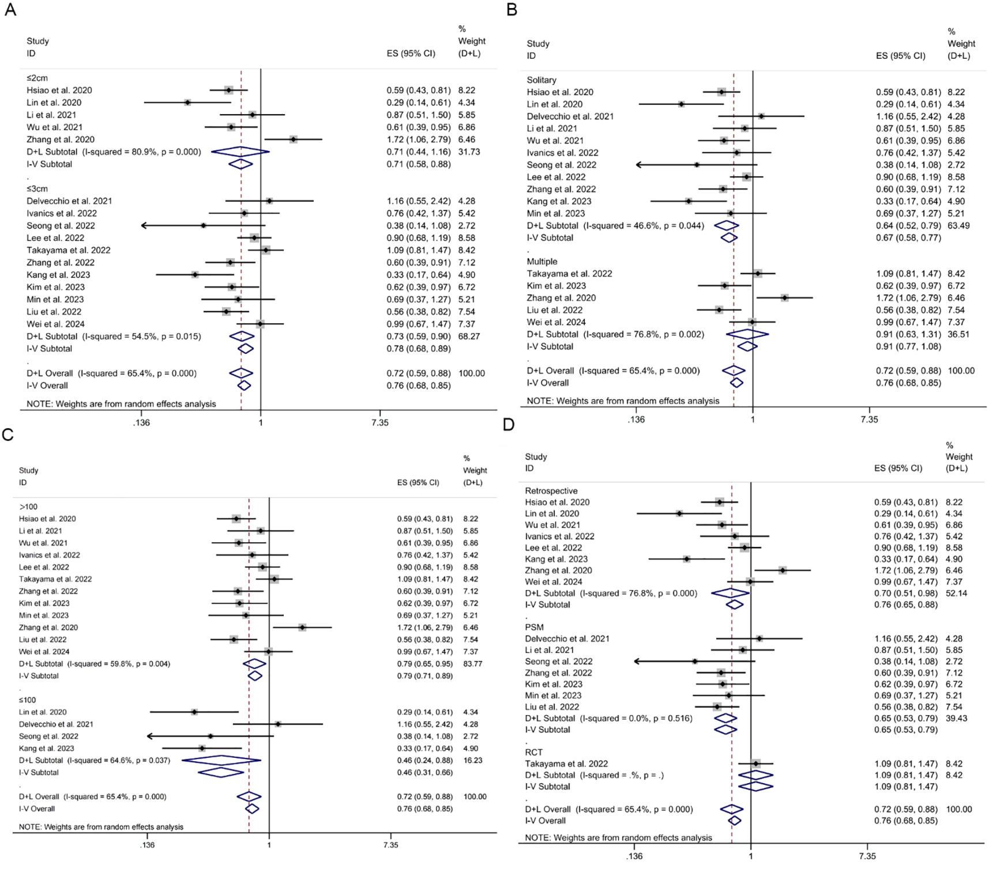 A
%
Study Weight
ID ES (95% CI) (D+L)
≤2cm
Hsiao et al. 2020 0.59 (0.43, 0.81) 8.22
Lin et al. 2020 0.29 (0.14, 0.61) 4.34
Li et al. 2021 0.87 (0.51, 1.50) 5.85
Wu et al. 2021 0.61 (0.39, 0.95) 6.86
Zhang et al. 2020 1.72 (1.06, 2.79) 6.46
D+L Subtotal (I-squared = 80.9%, p = 0.000) 0.71 (0.44, 1.16) 31.73
I-V Subtotal 0.71 (0.58, 0.88)
.
≤3cm
Delvecchio et al. 2021 1.16 (0.55, 2.42) 4.28
Ivanics et al. 2022 0.76 (0.42, 1.37) 5.42
Seong et al. 2022 0.38 (0.14, 1.08) 2.72
Lee et al. 2022 0.90 (0.68, 1.19) 8.58
Takayama et al. 2022 1.09 (0.81, 1.47) 8.42
Zhang et al. 2022 0.60 (0.39, 0.91) 7.12
Kang et al. 2023 0.33 (0.17, 0.64) 4.90
Kim et al. 2023 0.62 (0.39, 0.97) 6.72
Min et al. 2023 0.69 (0.37, 1.27) 5.21
Liu et al. 2022 0.56 (0.38, 0.82) 7.54
Wei et al. 2024 0.99 (0.67, 1.47) 7.37
D+L Subtotal (I-squared = 54.5%, p = 0.015) 0.73 (0.59, 0.90) 68.27
I-V Subtotal 0.78 (0.68, 0.89)
.
D+L Overall (I-squared = 65.4%, p = 0.000) 0.72 (0.59, 0.88) 100.00
I-V Overall 0.76 (0.68, 0.85)
NOTE: Weights are from random effects analysis
.136 1 7.35
B
%
Study Weight
ID ES (95% CI) (D+L)
Solitary
Hsiao et al. 2020 0.59 (0.43, 0.81) 8.22
Lin et al. 2020 0.29 (0.14, 0.61) 4.34
Delvecchio et al. 2021 1.16 (0.55, 2.42) 4.28
Li et al. 2021 0.87 (0.51, 1.50) 5.85
Wu et al. 2021 0.61 (0.39, 0.95) 6.86
Ivanics et al. 2022 0.76 (0.42, 1.37) 5.42
Seong et al. 2022 0.38 (0.14, 1.08) 2.72
Lee et al. 2022 0.90 (0.68, 1.19) 8.58
Zhang et al. 2022 0.60 (0.39, 0.91) 7.12
Kang et al. 2023 0.33 (0.17, 0.64) 4.90
Min et al. 2023 0.69 (0.37, 1.27) 5.21
D+L Subtotal (I-squared = 46.6%, p = 0.044) 0.64 (0.52, 0.79) 63.49
I-V Subtotal 0.67 (0.58, 0.77)
.
Multiple
Takayama et al. 2022 1.09 (0.81, 1.47) 8.42
Kim et al. 2023 0.62 (0.39, 0.97) 6.72
Zhang et al. 2020 1.72 (1.06, 2.79) 6.46
Liu et al. 2022 0.56 (0.38, 0.82) 7.54
Wei et al. 2024 0.99 (0.67, 1.47) 7.37
D+L Subtotal (I-squared = 76.8%, p = 0.002) 0.91 (0.63, 1.31) 36.51
I-V Subtotal 0.91 (0.77, 1.08)
.
D+L Overall (I-squared = 65.4%, p = 0.000) 0.72 (0.59, 0.88) 100.00
I-V Overall 0.76 (0.68, 0.85)
NOTE: Weights are from random effects analysis
.136 1 7.35
C
%
Study Weight
ID ES (95% CI) (D+L)
>100
Hsiao et al. 2020 0.59 (0.43, 0.81) 8.22
Li et al. 2021 0.87 (0.51, 1.50) 5.85
Wu et al. 2021 0.61 (0.39, 0.95) 6.86
Ivanics et al. 2022 0.76 (0.42, 1.37) 5.42
Lee et al. 2022 0.90 (0.68, 1.19) 8.58
Takayama et al. 2022 1.09 (0.81, 1.47) 8.42
Zhang et al. 2022 0.60 (0.39, 0.91) 7.12
Kim et al. 2023 0.62 (0.39, 0.97) 6.72
Min et al. 2023 0.69 (0.37, 1.27) 5.21
Zhang et al. 2020 1.72 (1.06, 2.79) 6.46
Liu et al. 2022 0.56 (0.38, 0.82) 7.54
Wei et al. 2024 0.99 (0.67, 1.47) 7.37
D+L Subtotal (I-squared = 59.8%, p = 0.004) 0.79 (0.65, 0.95) 83.77
I-V Subtotal 0.79 (0.71, 0.89)
.
≤100
Lin et al. 2020 0.29 (0.14, 0.61) 4.34
Delvecchio et al. 2021 1.16 (0.55, 2.42) 4.28
Seong et al. 2022 0.38 (0.14, 1.08) 2.72
Kang et al. 2023 0.33 (0.17, 0.64) 4.90
D+L Subtotal (I-squared = 64.6%, p = 0.037) 0.46 (0.24, 0.88) 16.23
I-V Subtotal 0.46 (0.31, 0.66)
.
D+L Overall (I-squared = 65.4%, p = 0.000) 0.72 (0.59, 0.88) 100.00
I-V Overall 0.76 (0.68, 0.85)
NOTE: Weights are from random effects analysis
.136 1 7.35
D
%
Study Weight
ID ES (95% CI) (D+L)
Retrospective
Hsiao et al. 2020 0.59 (0.43, 0.81) 8.22
Lin et al. 2020 0.29 (0.14, 0.61) 4.34
Wu et al. 2021 0.61 (0.39, 0.95) 6.86
Ivanics et al. 2022 0.76 (0.42, 1.37) 5.42
Lee et al. 2022 0.90 (0.68, 1.19) 8.58
Kang et al. 2023 0.33 (0.17, 0.64) 4.90
Zhang et al. 2020 1.72 (1.06, 2.79) 6.46
Wei et al. 2024 0.99 (0.67, 1.47) 7.37
D+L Subtotal (I-squared = 76.8%, p = 0.000) 0.70 (0.51, 0.98) 52.14
I-V Subtotal 0.76 (0.65, 0.88)
.
PSM
Delvecchio et al. 2021 1.16 (0.55, 2.42) 4.28
Li et al. 2021 0.87 (0.51, 1.50) 5.85
Seong et al. 2022 0.38 (0.14, 1.08) 2.72
Zhang et al. 2022 0.60 (0.39, 0.91) 7.12
Kim et al. 2023 0.62 (0.39, 0.97) 6.72
Min et al. 2023 0.69 (0.37, 1.27) 5.21
Liu et al. 2022 0.56 (0.38, 0.82) 7.54
D+L Subtotal (I-squared = 0.0%, p = 0.516) 0.65 (0.53, 0.79) 39.43
I-V Subtotal 0.65 (0.53, 0.79)
.
RCT
Takayama et al. 2022 1.09 (0.81, 1.47) 8.42
D+L Subtotal (I-squared = .%, p = .) 1.09 (0.81, 1.47) 8.42
I-V Subtotal 1.09 (0.81, 1.47)
.
D+L Overall (I-squared = 65.4%, p = 0.000) 0.72 (0.59, 0.88) 100.00
I-V Overall 0.76 (0.68, 0.85)
NOTE: Weights are from random effects analysis
.136 1 7.35